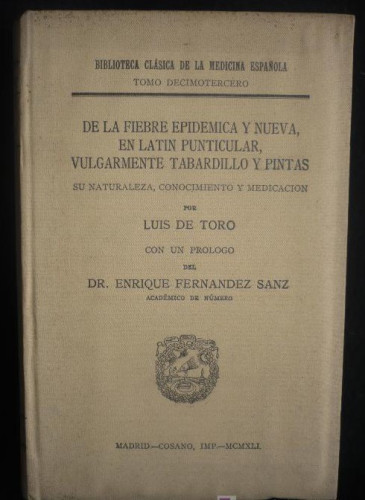 BIBLIOTECA CLÁSICA DE LA MEDICINA ESPAÑOLA
TOMO DECIMOTERCERO
DE LA FIEBRE EPIDEMICA Y NUEVA,
EN LATIN PUNTICULAR,
VULGARMENTE TABARDILLO Y PINTAS
SU NATURALEZA, CONOCIMIENTO Y MEDICACION
POR
LUIS DE TORO
CON UN PROLOGO
DEL
DR. ENRIQUE FERNANDEZ SANZ
ACADÉMICO DE NÚMERO
MADRID—COSANO, IMP—MCMXLI.